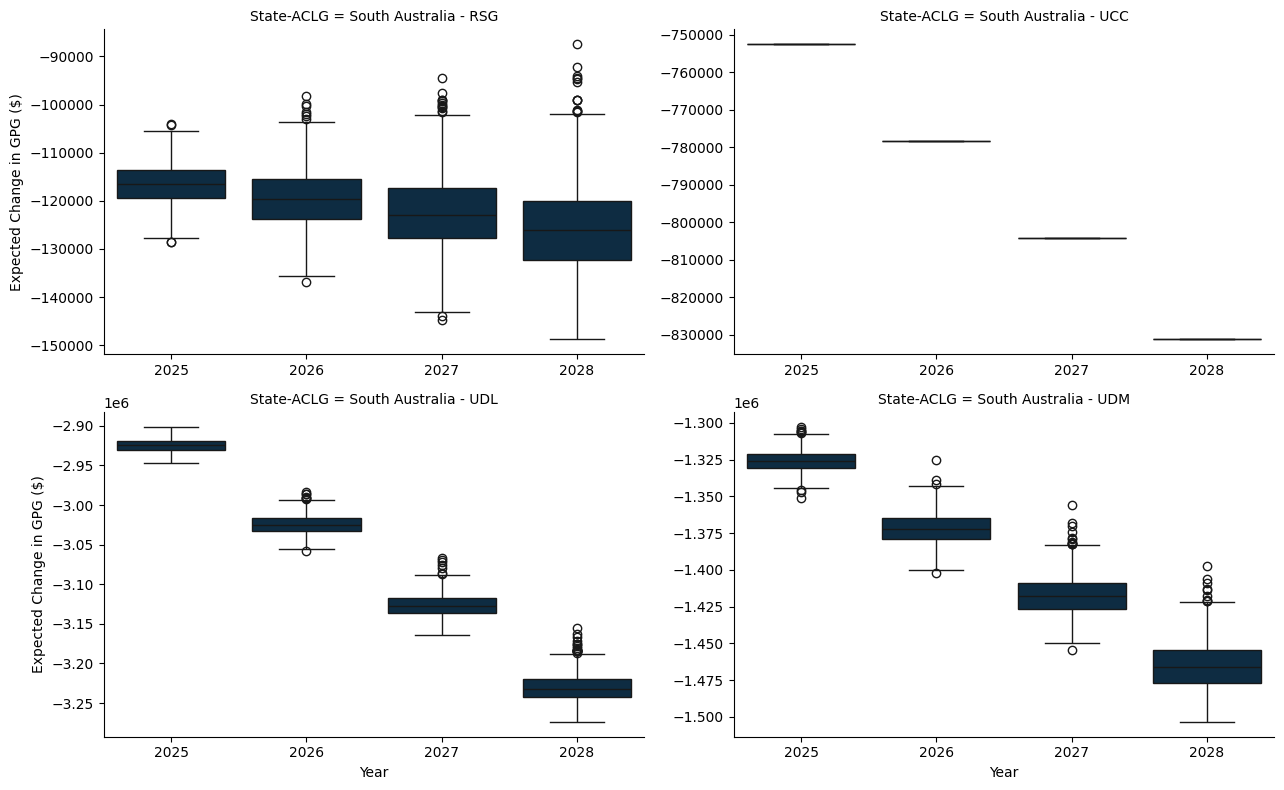 State-ACLG = South Australia - RSG
Expected Change in GPG ($)
−90000
−100000
−110000
−120000
−130000
−140000
−150000
2025 2026 2027 2028
State-ACLG = South Australia - UCC
−750000
−760000
−770000
−780000
−790000
−800000
−810000
−820000
−830000
2025 2026 2027 2028
State-ACLG = South Australia - UDL
1e6
Expected Change in GPG ($)
−2.90
−2.95
−3.00
−3.05
−3.10
−3.15
−3.20
−3.25
2025 2026 2027 2028
Year
State-ACLG = South Australia - UDM
1e6
−1.300
−1.325
−1.350
−1.375
−1.400
−1.425
−1.450
−1.475
−1.500
2025 2026 2027 2028
Year